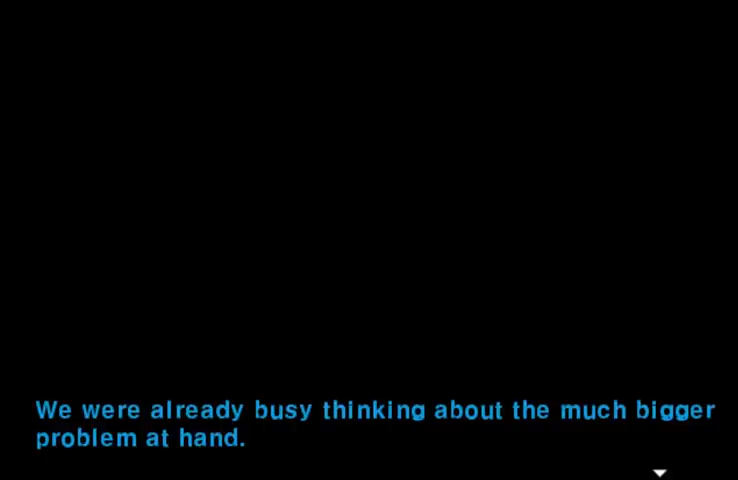 We were already busy thinking about the much bigger
problem at hand.